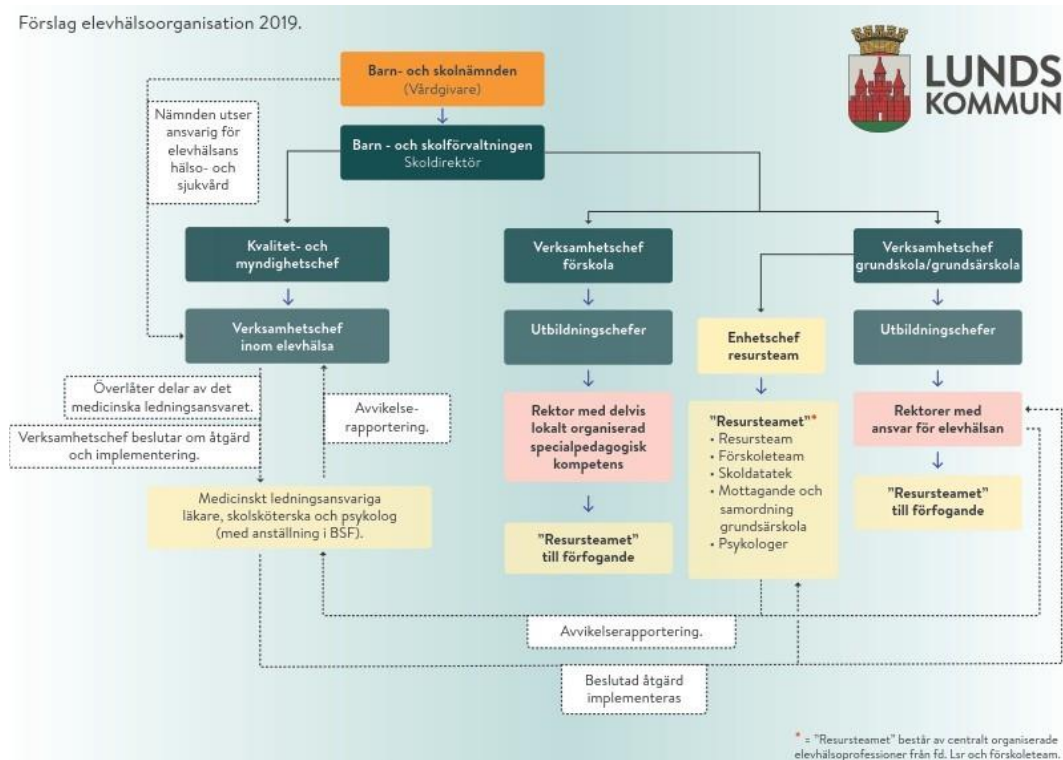 Förslag elevhälsoorganisation 2019.
LUNDS
KOMMUN
Barn- och skolnämnden
(Vårdgivare)
Nämnden utser
ansvarig för
elevhälsans
hälso- och
sjukvård
Barn - och skolförvaltningen
Skoldirektör
Kvalitet- och
myndighetschef
Verksamhetschef
förskola
Verksamhetschef
grundskola/grundsärskola
Verksamhetschef
inom elevhälsa
Utbildningschefer
Enhetschef
resursteam
Utbildningschefer
Överlåter delar av det
medicinska ledningsansvaret.
Verksamhetschef beslutar om åtgärd
och implementering.
Avvikelse-
rapportering.
Rektor med delvis
lokalt organiserad
specialpedagogisk
kompetens
"Resursteamet"*
• Resursteam
• Förskoleteam
• Skoldatatek
• Mottagande och
samordning
grundsärskola
• Psykologer
Rektorer med
ansvar för elevhälsan
Medicinskt ledningsansvariga
läkare, skolsköterska och psykolog
(med anställning i BSF).
"Resursteamet"
till förfogande
"Resursteamet"
till förfogande
Avvikelserapportering.
Beslutad åtgärd
implementeras
* = "Resursteamet" består av centralt organiserade
elevhälsoprofessioner från fd. Lsr och förskoleteam.